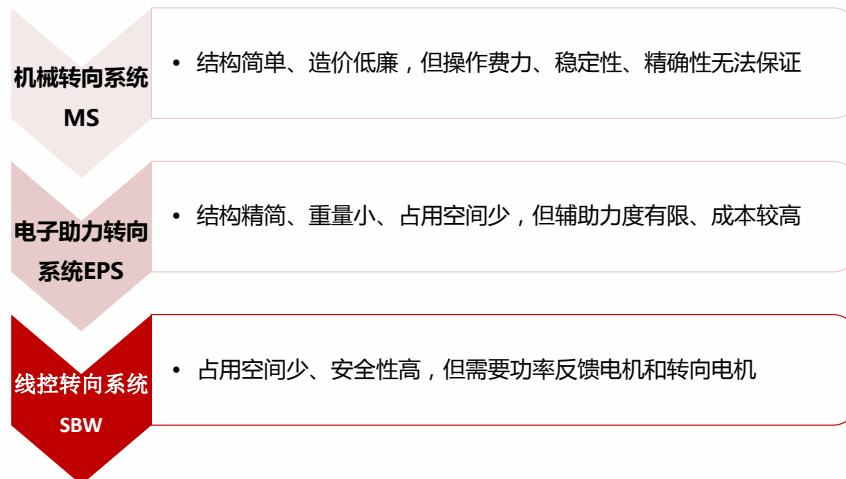 机械转向系统
MS
• 结构简单、造价低廉，但操作费力、稳定性、精确性无法保证
电子助力转向
系统EPS
• 结构精简、重量小、占用空间少，但辅助力度有限、成本较高
线控转向系统
SBW
• 占用空间少、安全性高，但需要功率反馈电机和转向电机